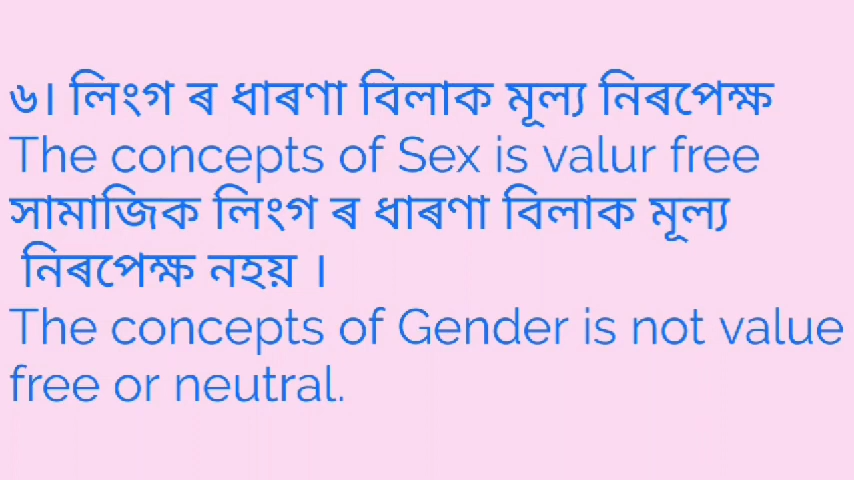 ৬। লিংগ ৰ ধাৰণা বিলাক মূল্য নিৰপেক্ষ
The concepts of Sex is valur free
সামাজিক লিংগ ৰ ধাৰণা বিলাক মূল্য
নিৰপেক্ষ নহয় ।
The concepts of Gender is not value
free or neutral.